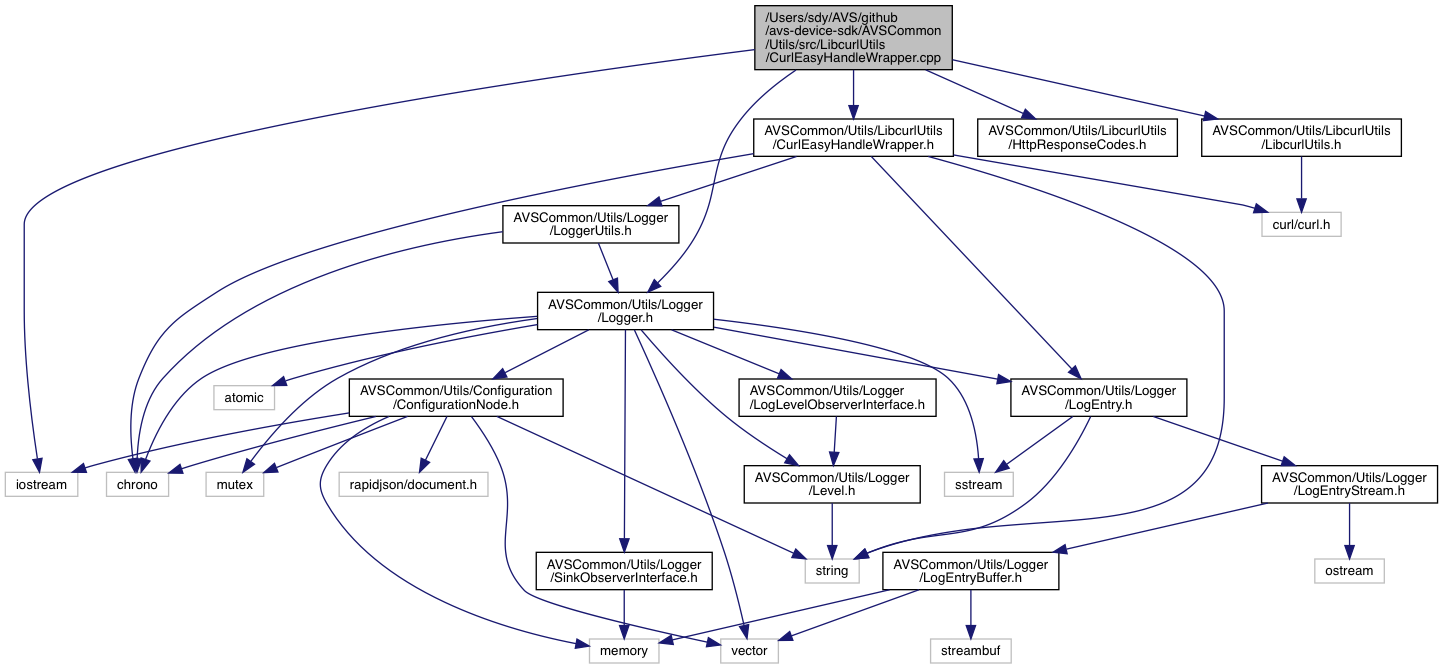 /Users/sdy/AVS/github
/avs-device-sdk/AVSCommon
/Utils/src/LibcurlUtils
/CurlEasyHandleWrapper.cpp
AVSCommon/Utils/LibcurlUtils
/CurlEasyHandleWrapper.h
AVSCommon/Utils/LibcurlUtils
/HttpResponseCodes.h
AVSCommon/Utils/LibcurlUtils
/LibcurlUtils.h
AVSCommon/Utils/Logger
/LoggerUtils.h
curl/curl.h
AVSCommon/Utils/Logger
/Logger.h
atomic
AVSCommon/Utils/Configuration
/ConfigurationNode.h
AVSCommon/Utils/Logger
/LogLevelObserverInterface.h
AVSCommon/Utils/Logger
/LogEntry.h
iostream
chrono
mutex
rapidjson/document.h
AVSCommon/Utils/Logger
/Level.h
sstream
AVSCommon/Utils/Logger
/LogEntryStream.h
AVSCommon/Utils/Logger
/SinkObserverInterface.h
string
AVSCommon/Utils/Logger
/LogEntryBuffer.h
ostream
memory
vector
streambuf